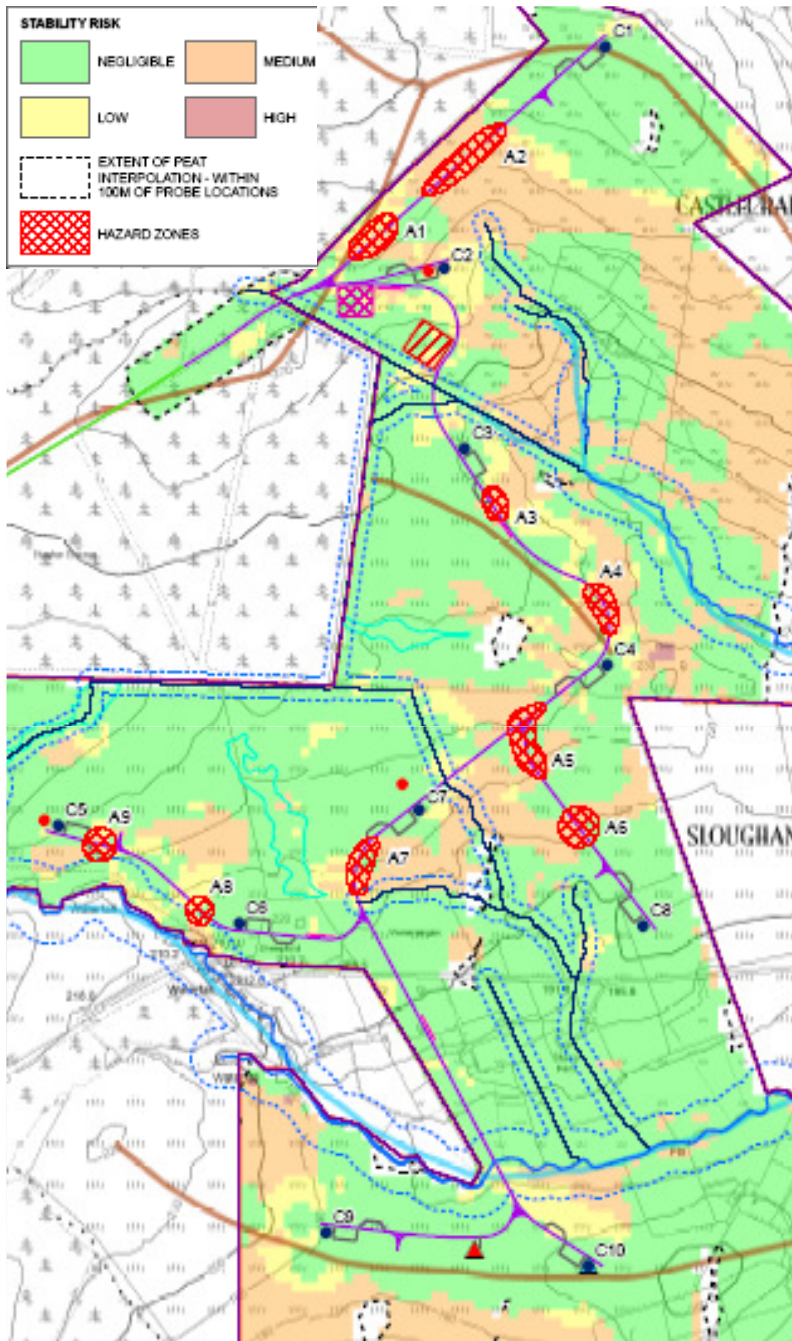 STABILITY RISK
NEGLIGIBLE
MEDIUM
LOW
HIGH
EXTENT OF PEAT
INTERPOLATION - WITHIN
100M OF PROBE LOCATIONS
HAZARD ZONES
C1
A2
A1
C2
C3
A3
A4
C4
A5
C7
C5
A9
A6
SLOUGHAN
A7
A8
C6
C8
C9
C10